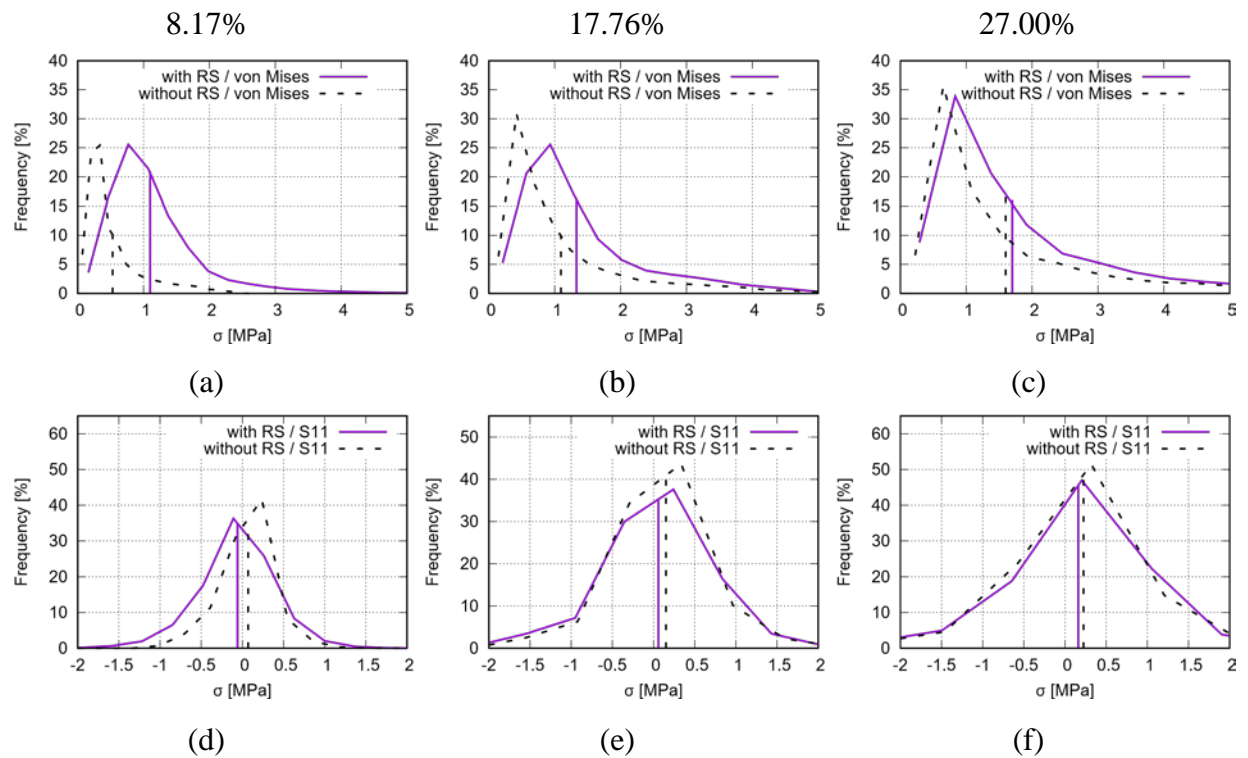 8.17% 17.76% 27.00%
with RS / von Mises
without RS / von Mises
Frequency [%]
40
35
30
25
20
15
10
5
0
0 1 2 3 4 5
σ [MPa]
(a)
with RS / von Mises
without RS / von Mises
Frequency [%]
40
35
30
25
20
15
10
5
0
0 1 2 3 4 5
σ [MPa]
(b)
with RS / von Mises
without RS / von Mises
Frequency [%]
40
35
30
25
20
15
10
5
0
0 1 2 3 4 5
σ [MPa]
(c)
with RS / S11
without RS / S11
Frequency [%]
60
50
40
30
20
10
0
-2 -1.5 -1 -0.5 0 0.5 1 1.5 2
σ [MPa]
(d)
with RS / S11
without RS / S11
Frequency [%]
50
40
30
20
10
0
-2 -1.5 -1 -0.5 0 0.5 1 1.5 2
σ [MPa]
(e)
with RS / S11
without RS / S11
Frequency [%]
60
50
40
30
20
10
0
-2 -1.5 -1 -0.5 0 0.5 1 1.5 2
σ [MPa]
(f)